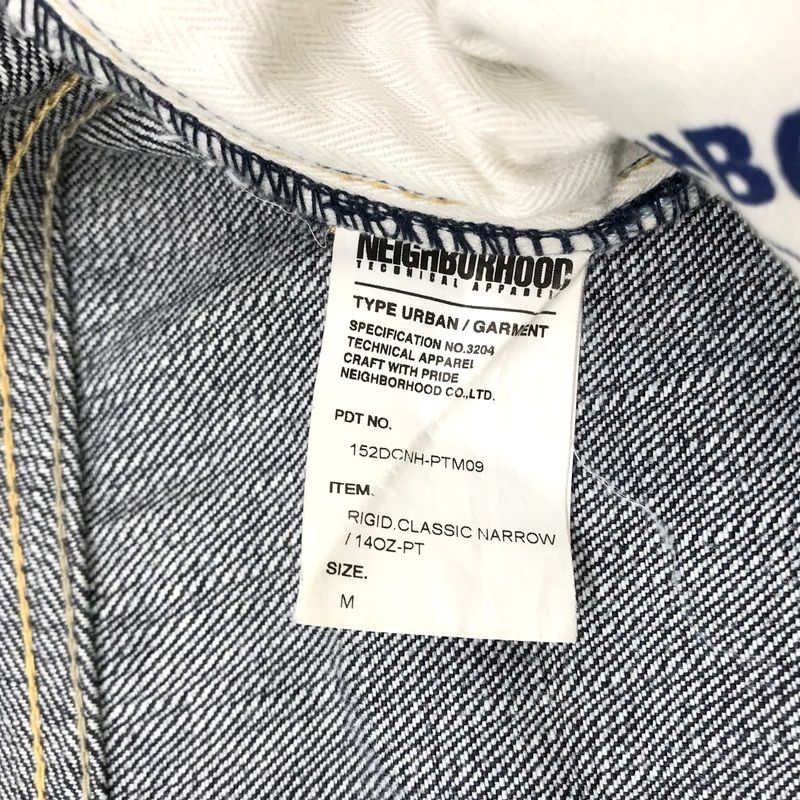 HBO
NEIGHBORHOOD
TECHNICAL APPAREL
TYPE URBAN / GARMENT
SPECIFICATION NO.3204
TECHNICAL APPAREL
CRAFT WITH PRIDE
NEIGHBORHOOD CO.,LTD.
PDT NO.
152DCNH-PTM09
ITEM.
RIGID.CLASSIC NARROW
/ 14OZ-PT
SIZE.
M